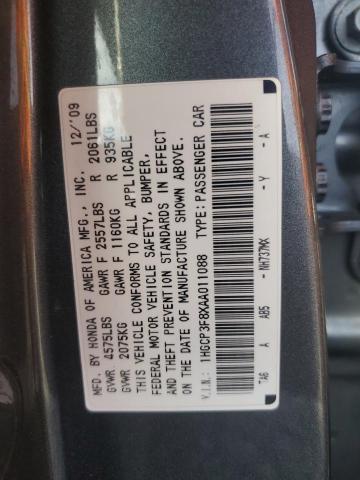 MFD. BY HONDA OF AMERICA MFG., INC. 12/'09
GVWR 4575LBS GAWR F 2557LBS R 2061LBS
GVWR 2075KG GAWR F 1160KG R 935KG
THIS VEHICLE CONFORMS TO ALL APPLICABLE
FEDERAL MOTOR VEHICLE SAFETY, BUMPER,
AND THEFT PREVENTION STANDARDS IN EFFECT
ON THE DATE OF MANUFACTURE SHOWN ABOVE.
V.I.N.: 1HGCP3F8XAA011088 TYPE: PASSENGER CAR
TA6 A AB5 - NH737MX - Y - A